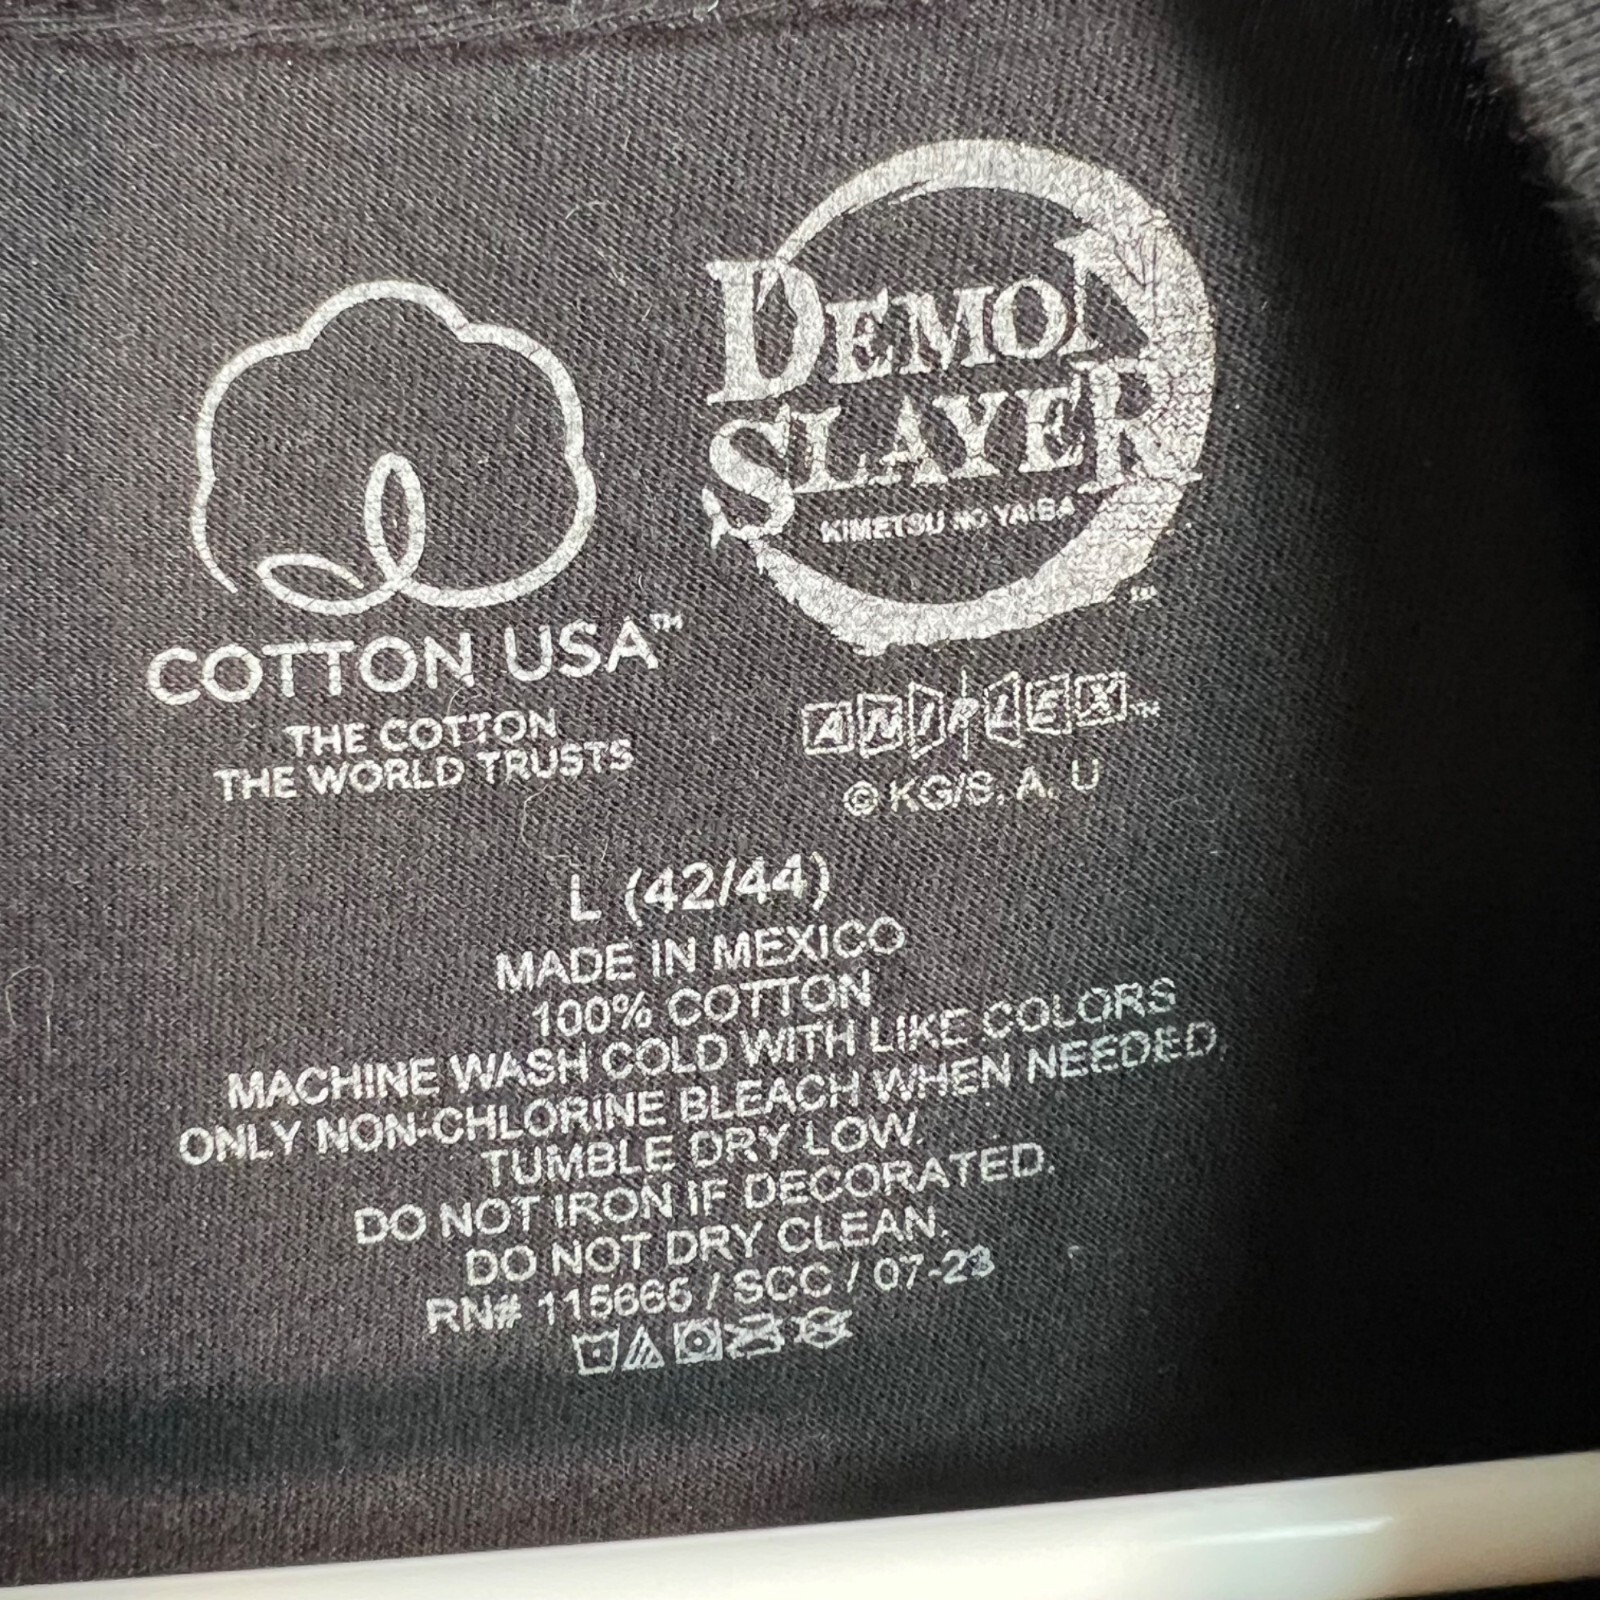 DEMON
SLAYER
KIMETSU NO YAIBA
COTTON USA™
THE COTTON
THE WORLD TRUSTS
ANIPLEX™
© KG/S, A, U
L (42/44)
MADE IN MEXICO
100% COTTON
MACHINE WASH COLD WITH LIKE COLORS
ONLY NON-CHLORINE BLEACH WHEN NEEDED,
TUMBLE DRY LOW.
DO NOT IRON IF DECORATED.
DO NOT DRY CLEAN.
RN# 115665 / SCC / 07-23